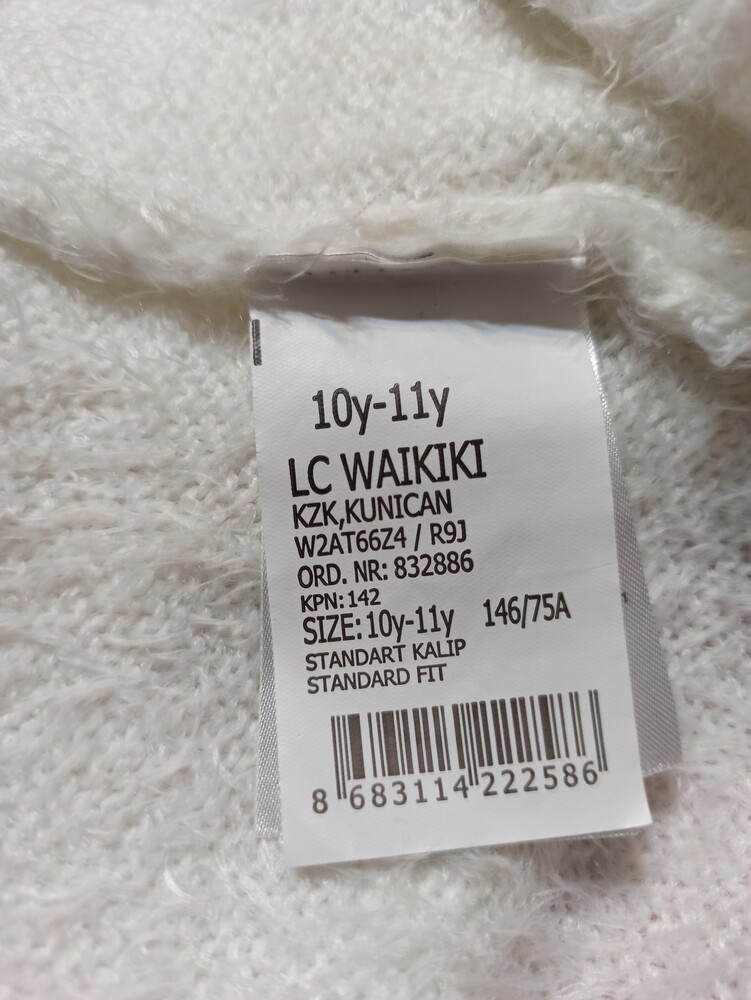 10y-11y
LC WAIKIKI
KZK,KUNICAN
W2AT66Z4 / R9J
ORD. NR: 832886
KPN:142
SIZE: 10y-11y 146/75A
STANDART KALIP
STANDARD FIT
8 683114 222586